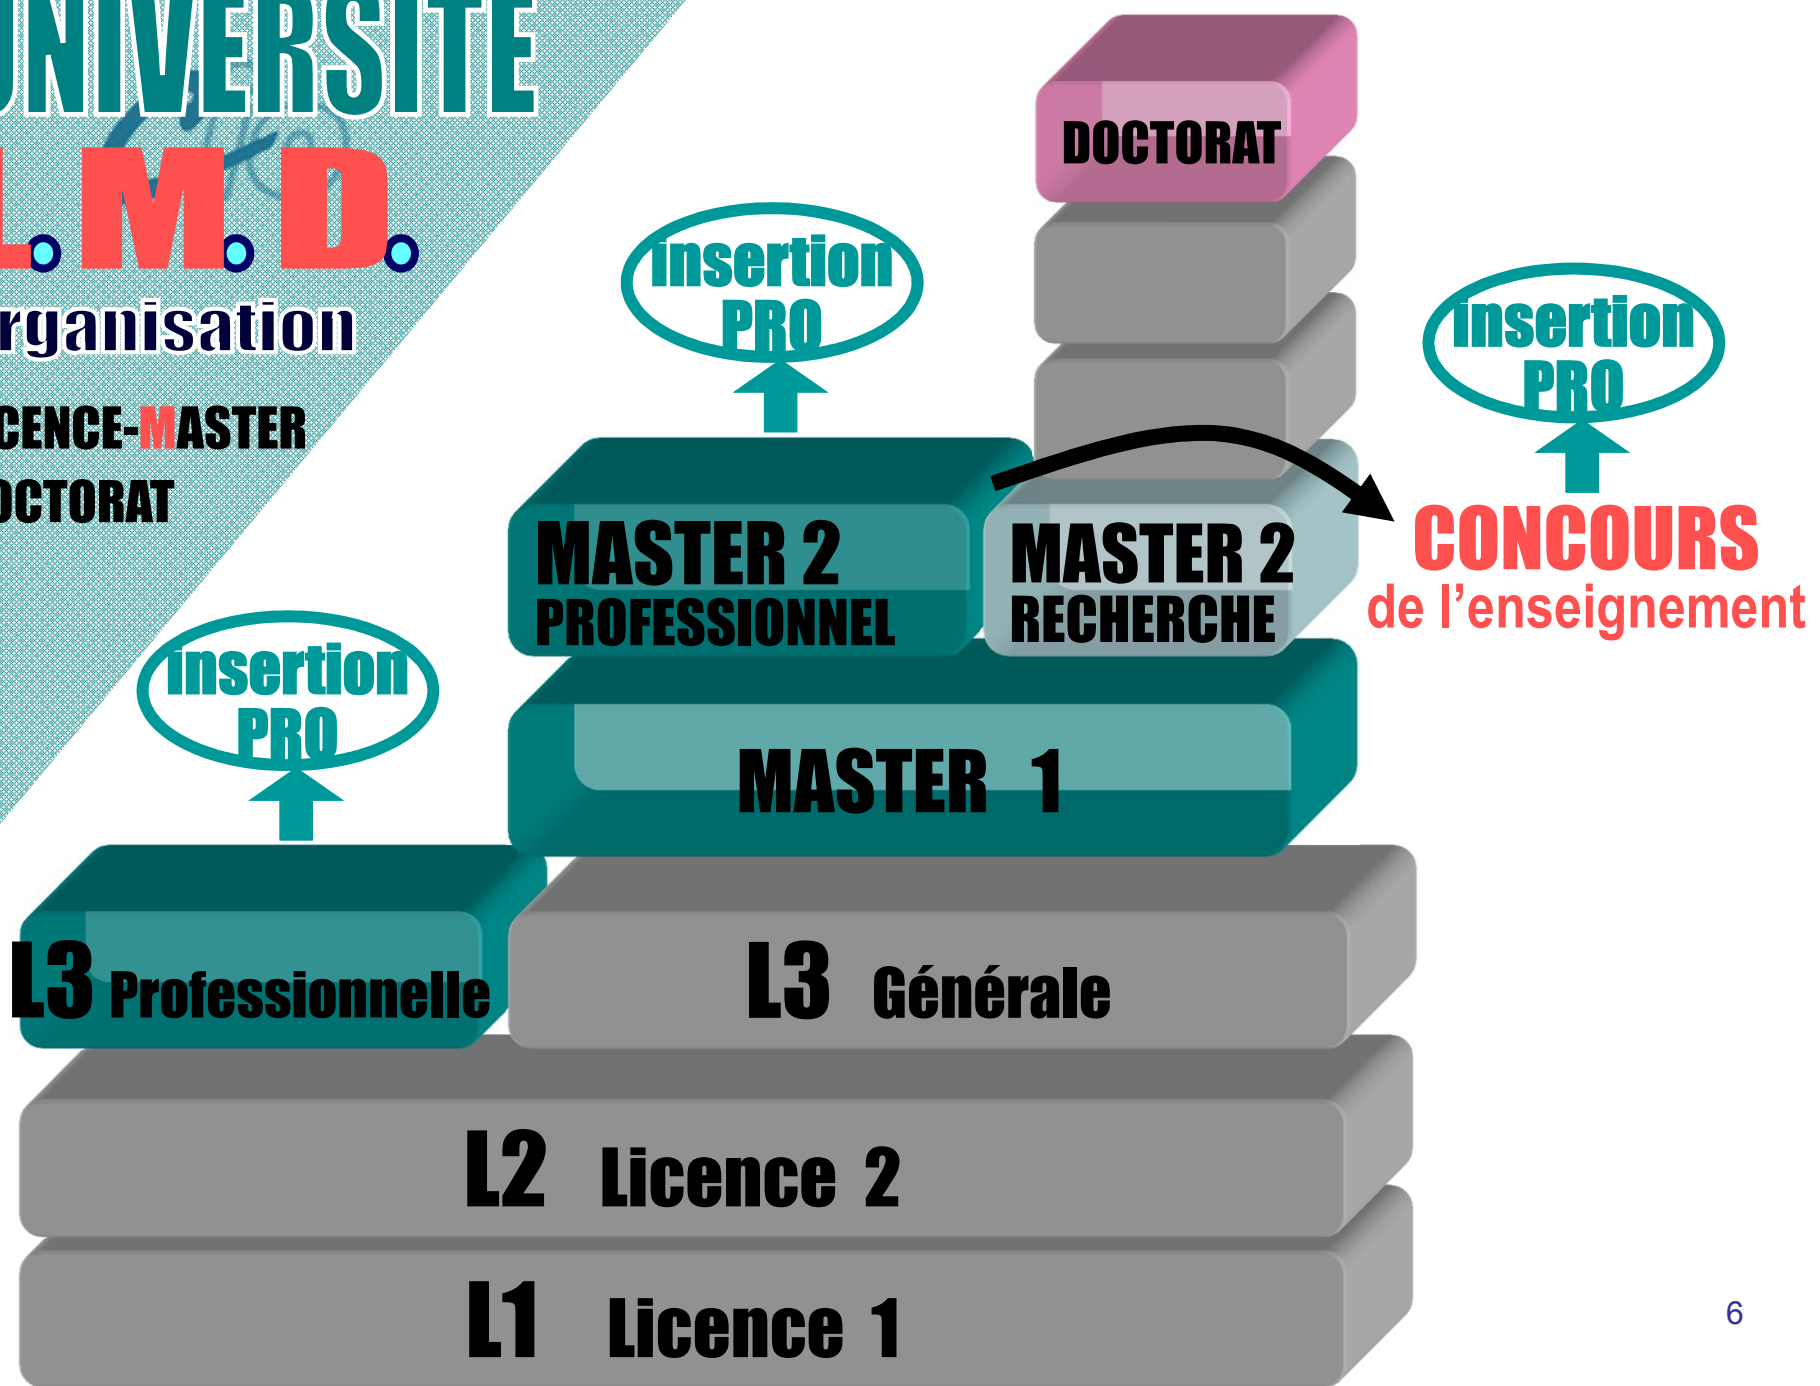 UNIVERSITE
L.M.D.
rganisation
CENCE-MASTER
OCTORAT
DOCTORAT
insertion
PRO
insertion
PRO
MASTER 2
PROFESSIONNEL
MASTER 2
RECHERCHE
CONCOURS
de l’enseignement
insertion
PRO
MASTER 1
L3 Professionnelle
L3 Générale
L2 Licence 2
L1 Licence 1
6